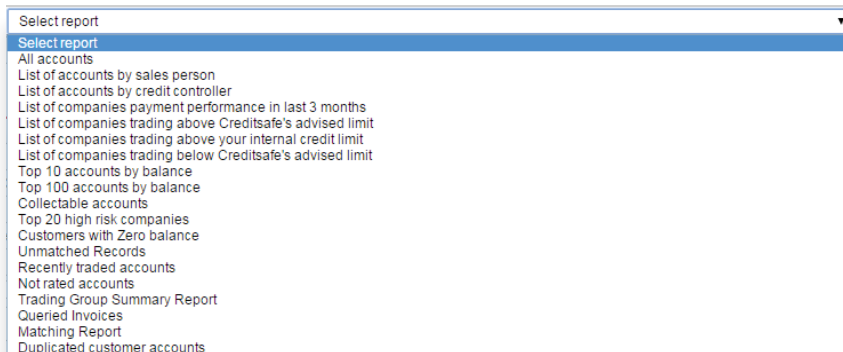 Select report
Select report
All accounts
List of accounts by sales person
List of accounts by credit controller
List of companies payment performance in last 3 months
List of companies trading above Creditsafe's advised limit
List of companies trading above your internal credit limit
List of companies trading below Creditsafe's advised limit
Top 10 accounts by balance
Top 100 accounts by balance
Collectable accounts
Top 20 high risk companies
Customers with Zero balance
Unmatched Records
Recently traded accounts
Not rated accounts
Trading Group Summary Report
Queried Invoices
Matching Report
Duplicated customer accounts